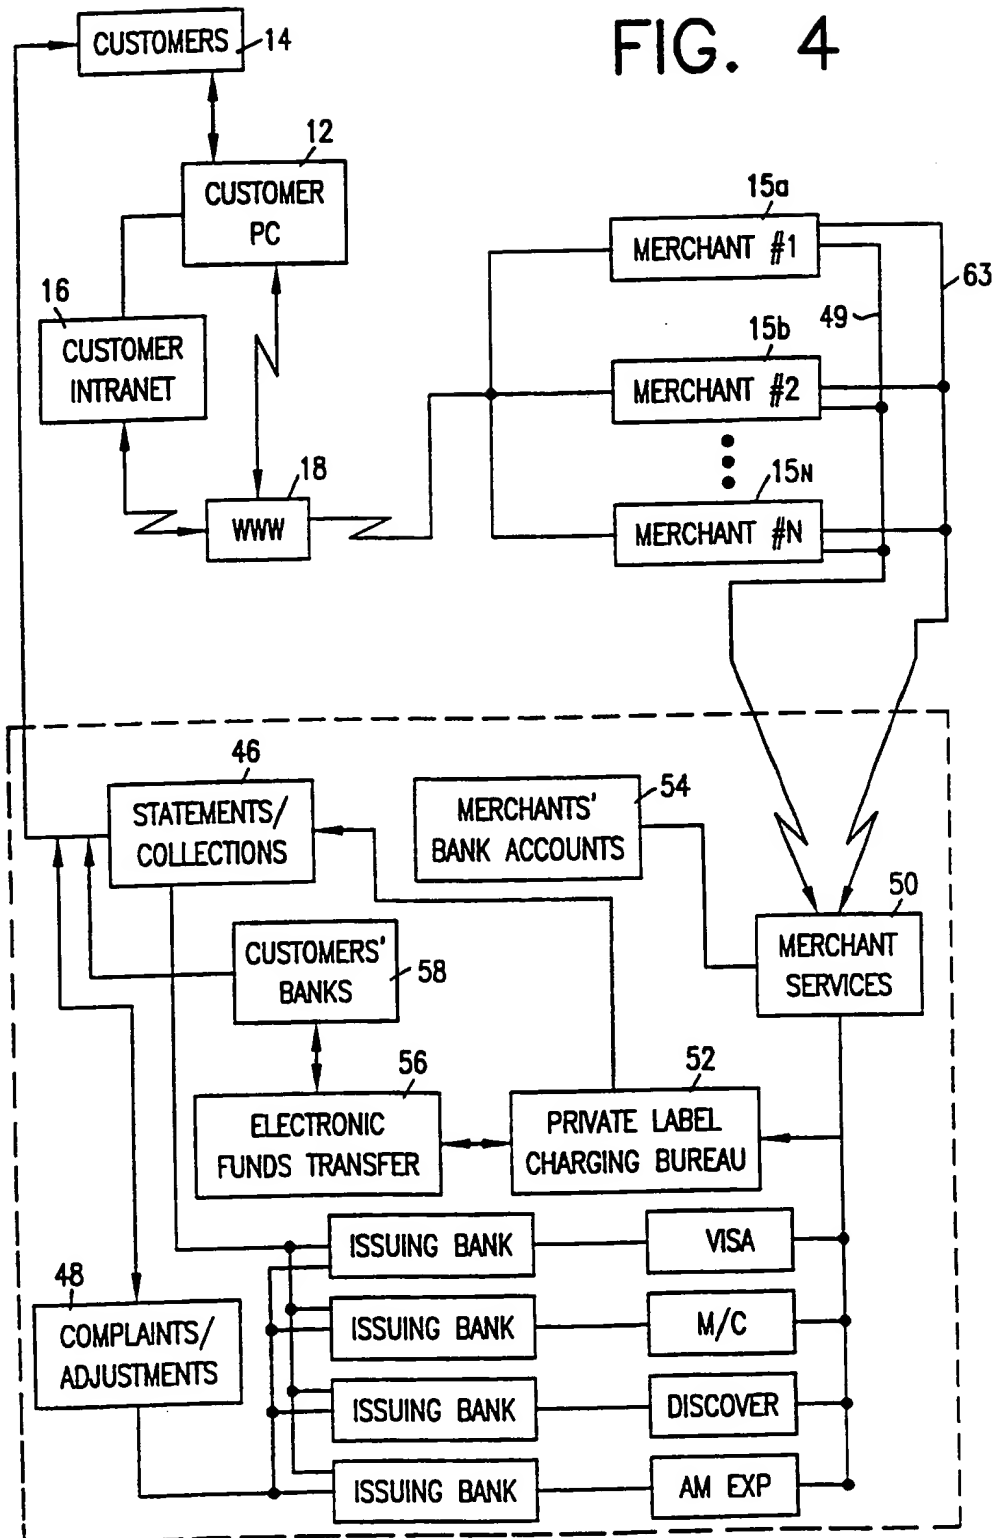 FIG. 4
CUSTOMERS
14
12
CUSTOMER
PC
16
CUSTOMER
INTRANET
18
WWW
15a
MERCHANT #1
63
49
15b
MERCHANT #2
15N
MERCHANT #N
46
STATEMENTS/
COLLECTIONS
MERCHANTS'
BANK ACCOUNTS
54
50
MERCHANT
SERVICES
CUSTOMERS'
BANKS
58
56
ELECTRONIC
FUNDS TRANSFER
52
PRIVATE LABEL
CHARGING BUREAU
ISSUING BANK
VISA
48
COMPLAINTS/
ADJUSTMENTS
ISSUING BANK
M/C
ISSUING BANK
DISCOVER
ISSUING BANK
AM EXP